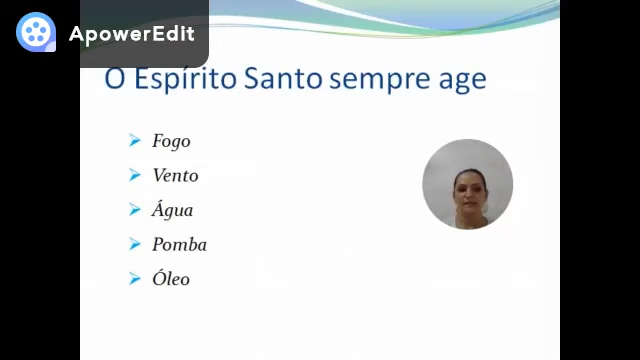 ApowerEdit
O Espírito Santo sempre age
Fogo
Vento
Água
Pomba
Óleo